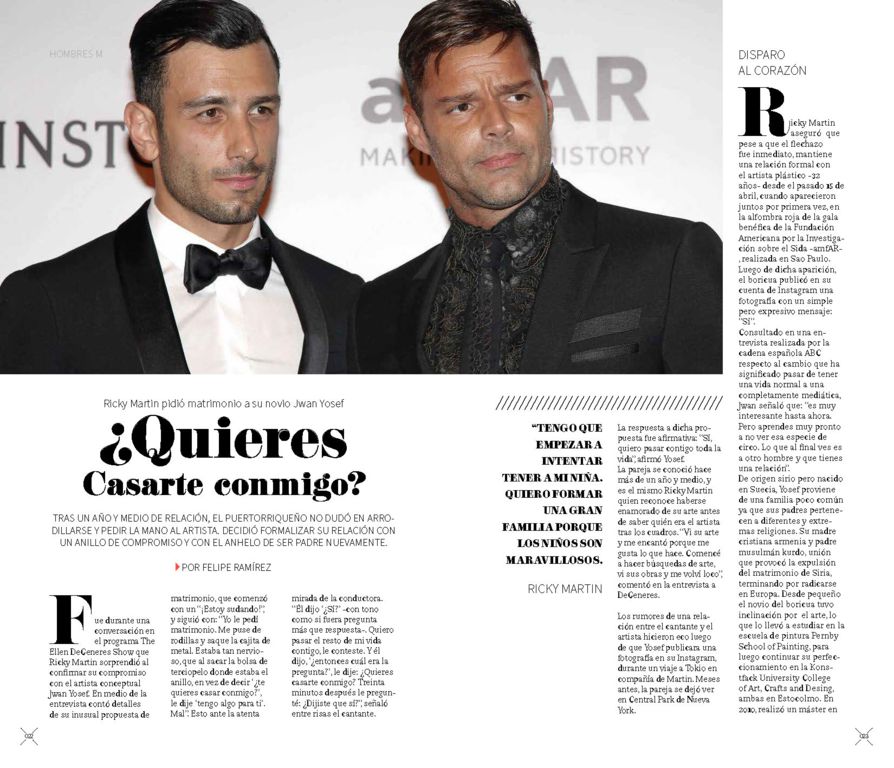 HOMBRES M
INST
amfAR
MAKI
HISTORY
Ricky Martin pidió matrimonio a su novio Jwan Yosef
¿Quieres
Casarte conmigo?
TRAS UN AÑO Y MEDIO DE RELACIÓN, EL PUERTORRIQUEÑO NO DUDÓ EN ARRO-
DILLARSE Y PEDIR LA MANO AL ARTISTA. DECIDIÓ FORMALIZAR SU RELACIÓN CON
UN ANILLO DE COMPROMISO Y CON EL ANHELO DE SER PADRE NUEVAMENTE.
POR FELIPE RAMÍREZ
Fue durante una
conversación en
el programa The
Ellen DeGeneres Show que
Ricky Martin sorprendió al
confirmar su compromiso
con el artista conceptual
Jwan Yosef. En medio de la
entrevista contó detalles
de su inusual propuesta de
matrimonio, que comenzó
con un "¡Estoy sudando!",
y siguió con: "Yo le pedí
matrimonio. Me puse de
rodillas y saque la cajita de
metal. Estaba tan nervio-
so, que al sacar la bolsa de
terciopelo donde estaba el
anillo, en vez de decir '¿te
quieres casar conmigo?',
le dije 'tengo algo para ti'.
Mal". Esto ante la atenta
mirada de la conductora.
"Él dijo '¿Sí?' -con tono
como si fuera pregunta
más que respuesta-. Quiero
pasar el resto de mi vida
contigo, le conteste. Y él
dijo, '¿entonces cuál era la
pregunta?', le dije: ¿Quieres
casarte conmigo? Treinta
minutos después le pregun-
té: ¿Dijiste que sí?", señaló
entre risas el cantante.
"TENGO QUE
EMPEZAR A
INTENTAR
TENER A MI NIÑA.
QUIERO FORMAR
UNA GRAN
FAMILIA PORQUE
LOS NIÑOS SON
MARAVILLOSOS.
RICKY MARTIN
La respuesta a dicha pro-
puesta fue afirmativa: "Sí,
quiero pasar contigo toda la
vida", afirmó Yosef.
La pareja se conoció hace
más de un año y medio, y
es el mismo Ricky Martin
quien reconoce haberse
enamorado de su arte antes
de saber quién era el artista
tras los cuadros. "Vi su arte
y me encantó porque me
gusta lo que hace. Comencé
a hacer búsquedas de arte,
vi sus obras y me volví loco",
comentó en la entrevista a
DeGeneres.
Los rumores de una rela-
ción entre el cantante y el
artista hicieron eco luego
de que Yosef publicara una
fotografía en su Instagram,
durante un viaje a Tokio en
compañía de Martin. Meses
antes, la pareja se dejó ver
en Central Park de Nueva
York.
DISPARO
AL CORAZÓN
Ricky Martin
aseguró que
pese a que el flechazo
fue inmediato, mantiene
una relación formal con
el artista plástico -32
años- desde el pasado 15 de
abril, cuando aparecieron
juntos por primera vez, en
la alfombra roja de la gala
benéfica de la Fundación
Americana por la Investiga-
ción sobre el Sida -amfAR-
, realizada en Sao Paulo.
Luego de dicha aparición,
el boricua publicó en su
cuenta de Instagram una
fotografía con un simple
pero expresivo mensaje:
"Sí".
Consultado en una en-
trevista realizada por la
cadena española ABC
respecto al cambio que ha
significado pasar de tener
una vida normal a una
completamente mediática,
Jwan señaló que: "es muy
interesante hasta ahora.
Pero aprendes muy pronto
a no ver esa especie de
circo. Lo que al final ves es
a otro hombre y que tienes
una relación".
De origen sirio pero nacido
en Suecia, Yosef proviene
de una familia poco común
ya que sus padres pertene-
cen a diferentes y extre-
mas religiones. Su madre
cristiana armenia y padre
musulmán kurdo, unión
que provocó la expulsión
del matrimonio de Siria,
terminando por radicarse
en Europa. Desde pequeño
el novio del boricua tuvo
inclinación por el arte, lo
que lo llevó a estudiar en la
escuela de pintura Pernby
School of Painting, para
luego continuar su perfec-
cionamiento en la Kons-
tfack University College
of Art, Crafts and Desing,
ambas en Estocolmo. En
2010, realizó un máster en
022
023